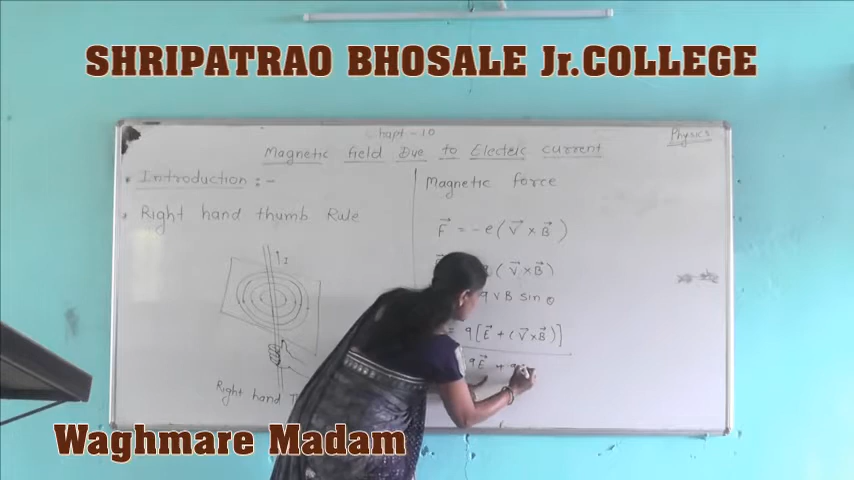 SHRIPATRAO BHOSALE Jr.COLLEGE
Chapt - 10
Physics
Magnetic field Due to Electric current
• Introduction :-
• Right hand thumb Rule
I
Right hand
Magnetic force
F⃗ = -e ( V⃗ × B⃗ )
( V⃗ × B⃗ )
q V B sin θ
= q [ E⃗ + ( V⃗ × B⃗ ) ]
q E⃗ +
Waghmare Madam